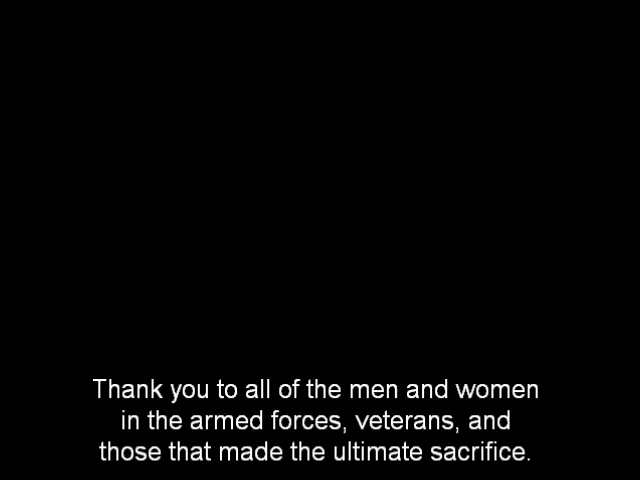 Thank you to all of the men and women
in the armed forces, veterans, and
those that made the ultimate sacrifice.